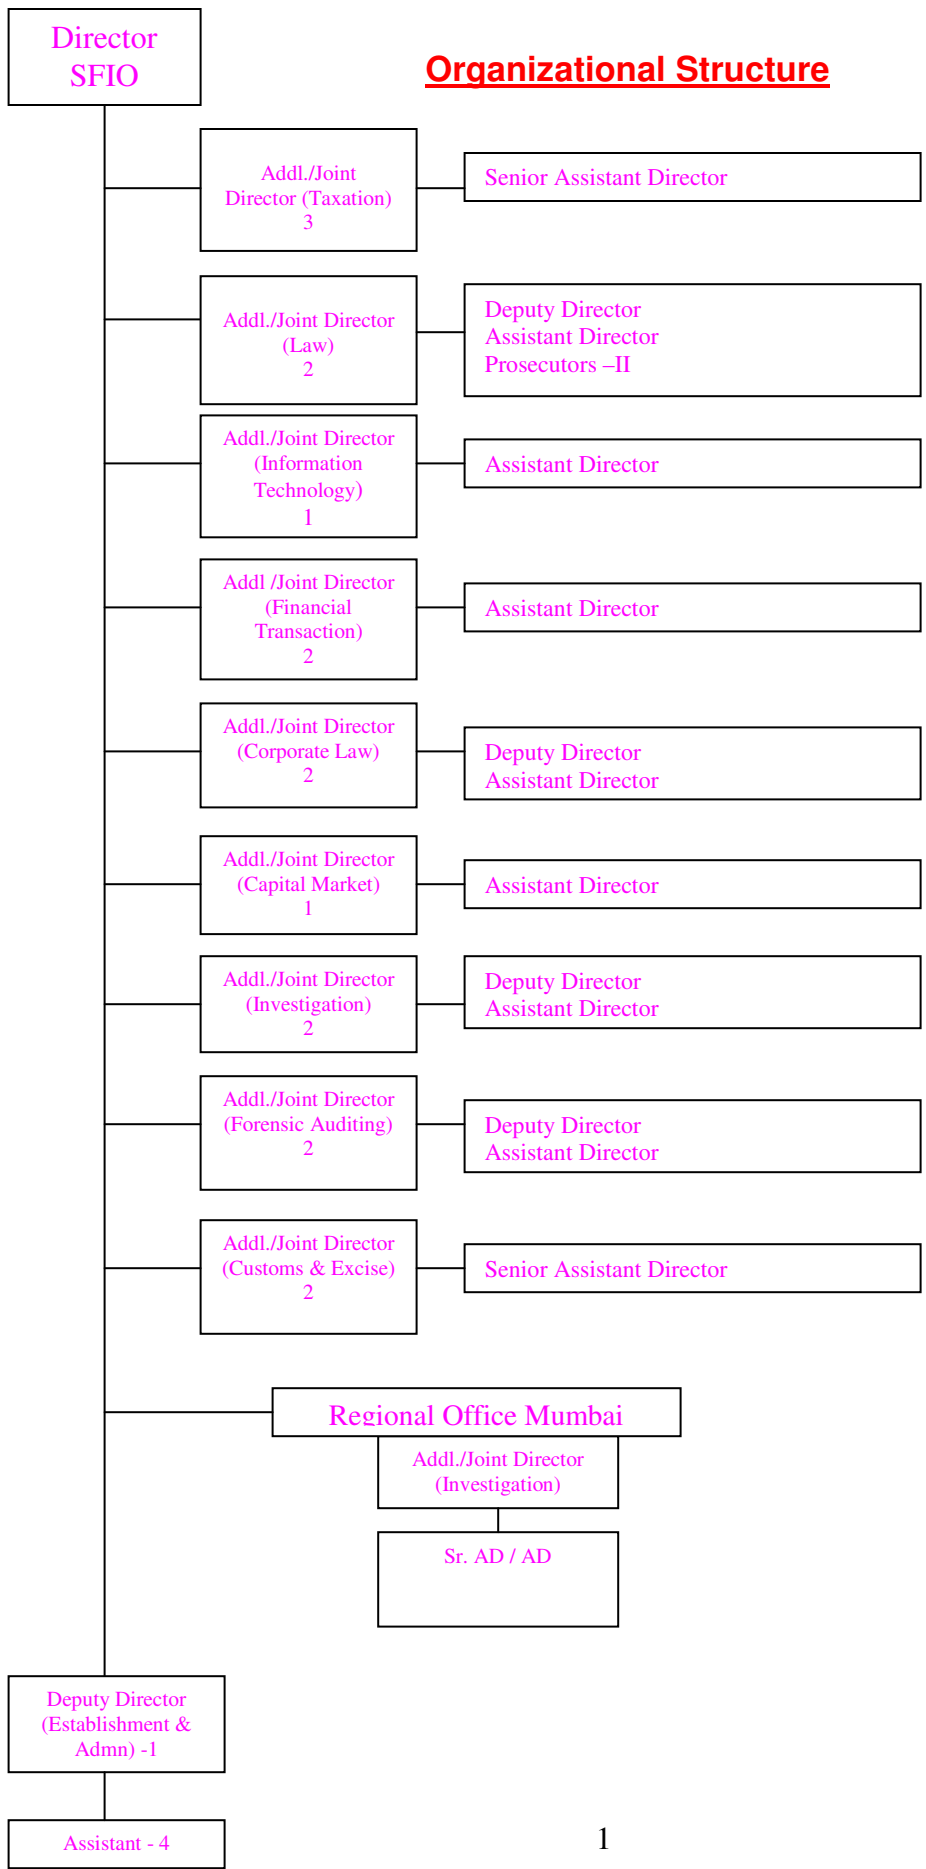 Director
SFIO
Organizational Structure
Addl./Joint
Director (Taxation)
3
Senior Assistant Director
Addl./Joint Director
(Law)
2
Deputy Director
Assistant Director
Prosecutors –II
Addl./Joint Director
(Information
Technology)
1
Assistant Director
Addl /Joint Director
(Financial
Transaction)
2
Assistant Director
Addl./Joint Director
(Corporate Law)
2
Deputy Director
Assistant Director
Addl./Joint Director
(Capital Market)
1
Assistant Director
Addl./Joint Director
(Investigation)
2
Deputy Director
Assistant Director
Addl./Joint Director
(Forensic Auditing)
2
Deputy Director
Assistant Director
Addl./Joint Director
(Customs & Excise)
2
Senior Assistant Director
Regional Office Mumbai
Addl./Joint Director
(Investigation)
Sr. AD / AD
Deputy Director
(Establishment &
Admn) -1
Assistant - 4
1